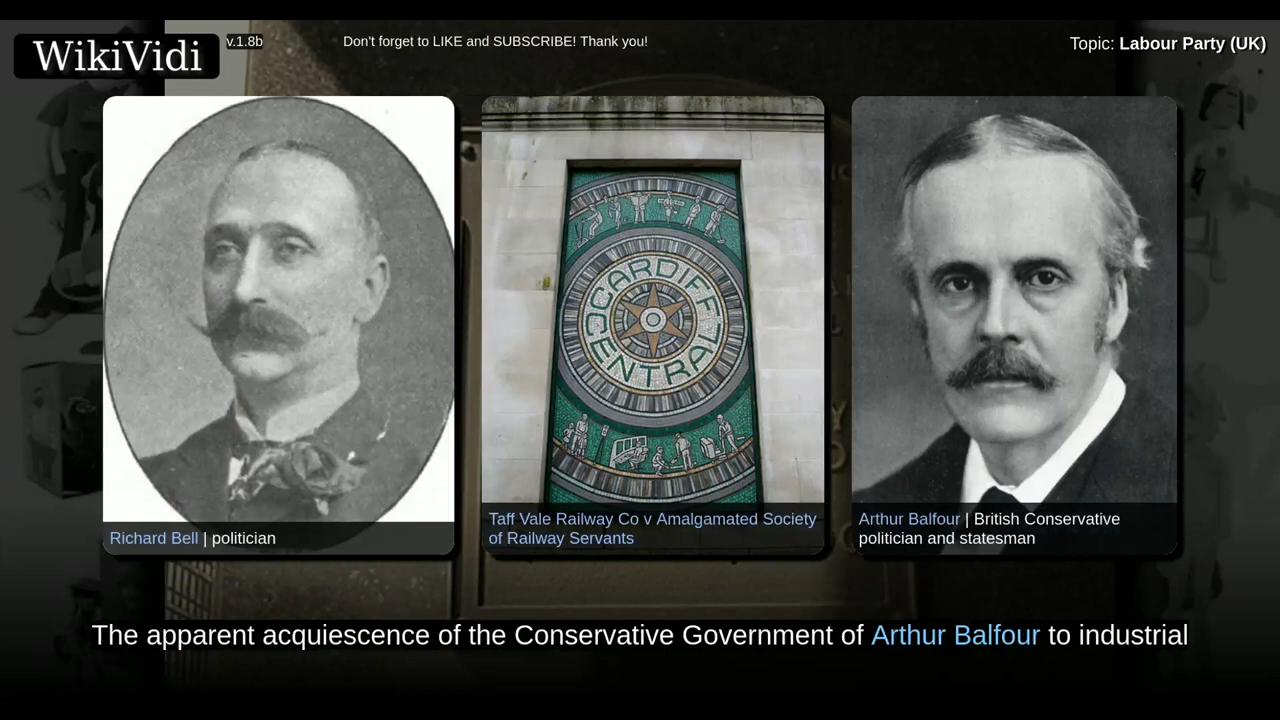 WikiVidi
v.1.8b
Don't forget to LIKE and SUBSCRIBE! Thank you!
Topic: Labour Party (UK)
CARDIFF
CENTRAL
Richard Bell | politician
Taff Vale Railway Co v Amalgamated Society
of Railway Servants
Arthur Balfour | British Conservative
politician and statesman
The apparent acquiescence of the Conservative Government of Arthur Balfour to industrial